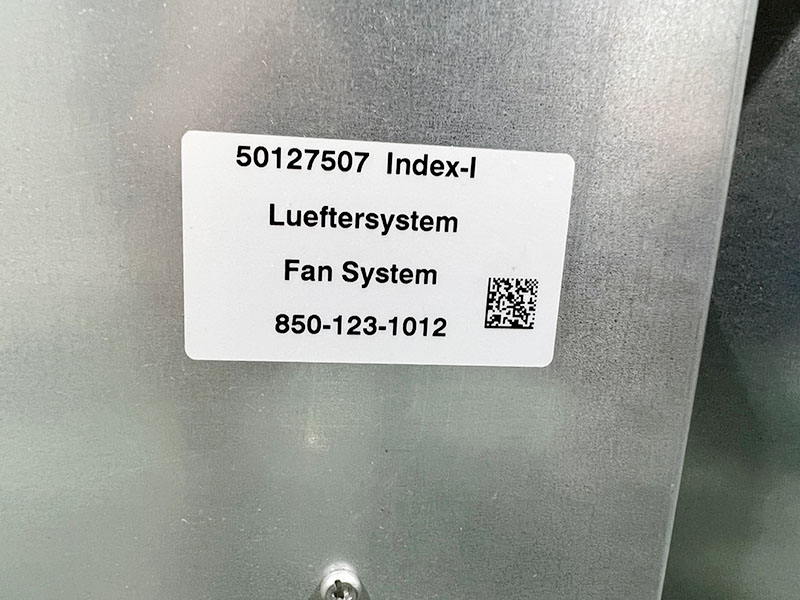 50127507 Index-I
Lueftersystem
Fan System
850-123-1012